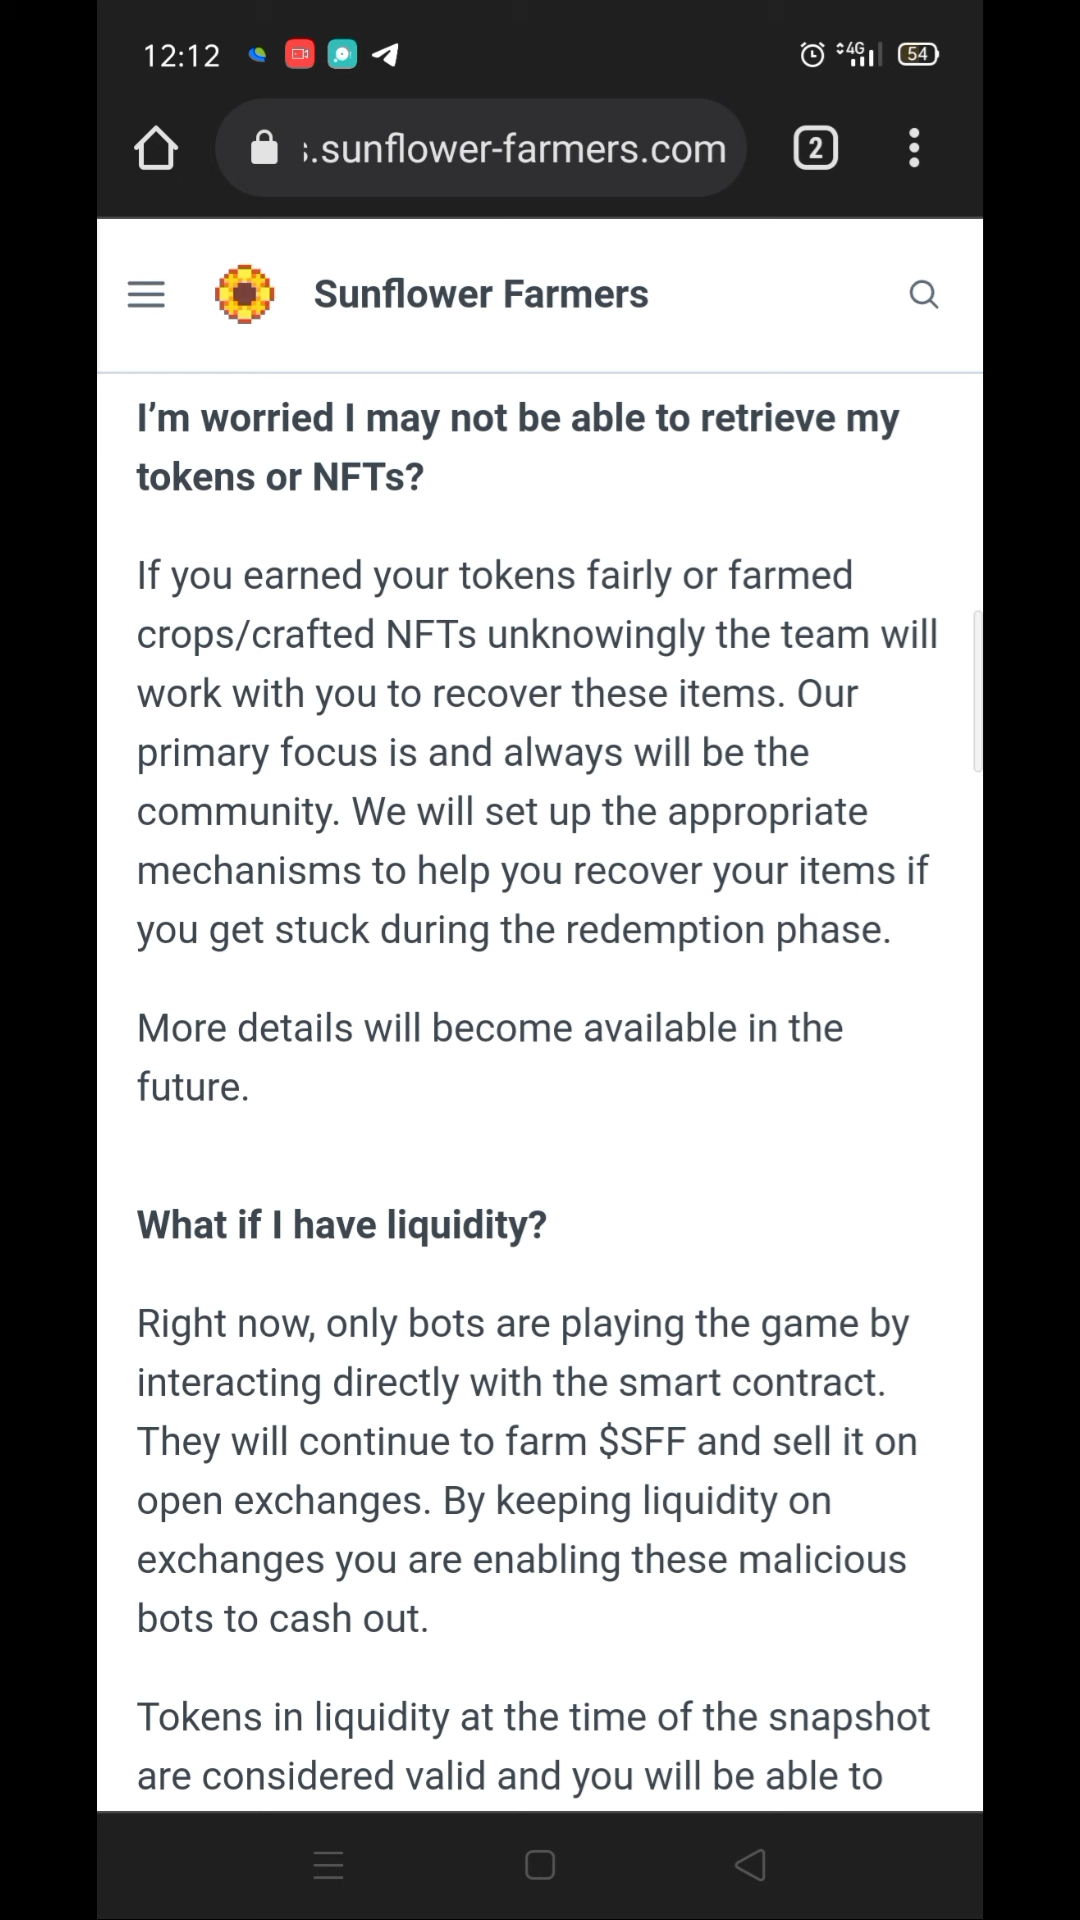 12:12
4G
54
.sunflower-farmers.com
2
Sunflower Farmers
I’m worried I may not be able to retrieve my
tokens or NFTs?
If you earned your tokens fairly or farmed
crops/crafted NFTs unknowingly the team will
work with you to recover these items. Our
primary focus is and always will be the
community. We will set up the appropriate
mechanisms to help you recover your items if
you get stuck during the redemption phase.
More details will become available in the
future.
What if I have liquidity?
Right now, only bots are playing the game by
interacting directly with the smart contract.
They will continue to farm $SFF and sell it on
open exchanges. By keeping liquidity on
exchanges you are enabling these malicious
bots to cash out.
Tokens in liquidity at the time of the snapshot
are considered valid and you will be able to